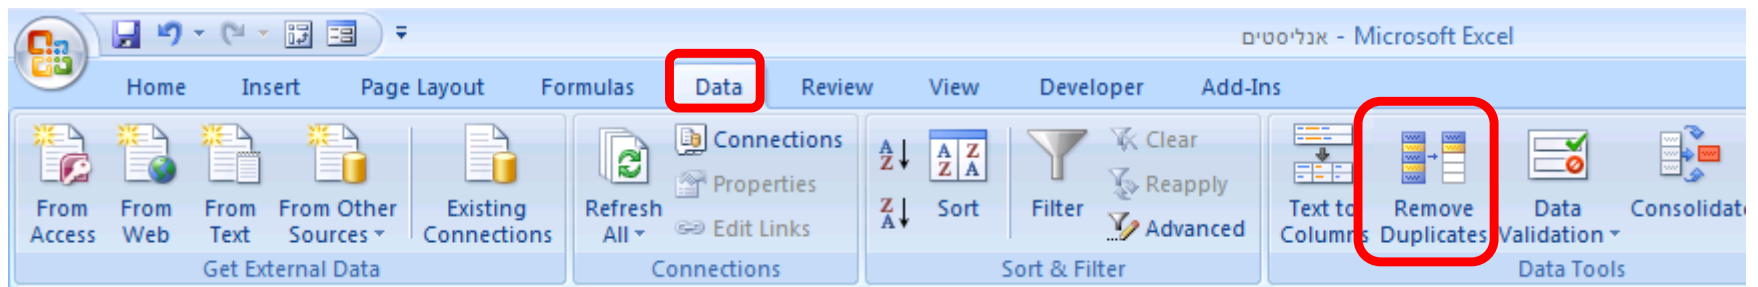 אנליסטים - Microsoft Excel
Home Insert Page Layout Formulas Data Review View Developer Add-Ins
From Access
From Web
From Text
From Other Sources
Existing Connections
Refresh All
Connections
Properties
Edit Links
Sort
Filter
Clear
Reapply
Advanced
Text to Columns
Remove Duplicates
Data Validation
Consolidate
Get External Data
Connections
Sort & Filter
Data Tools